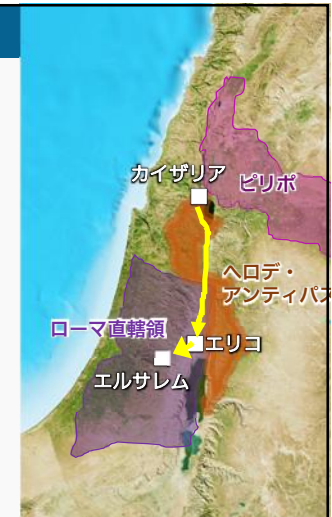 カイザリア
ピリポ
ヘロデ・
アンティパス
ローマ直轄領
エリコ
エルサレム